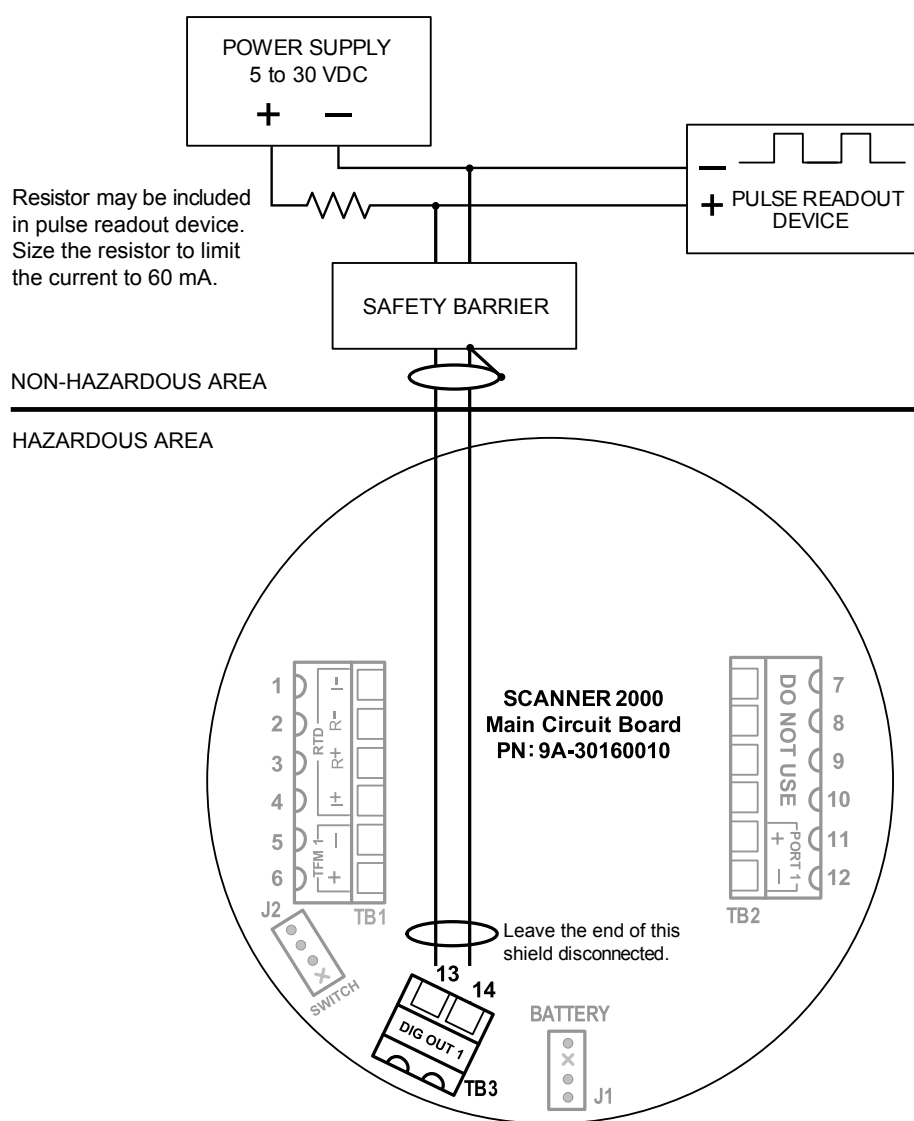 POWER SUPPLY
5 to 30 VDC
+ −
Resistor may be included
in pulse readout device.
Size the resistor to limit
the current to 60 mA.
−
+ PULSE READOUT
DEVICE
SAFETY BARRIER
NON-HAZARDOUS AREA
HAZARDOUS AREA
SCANNER 2000
Main Circuit Board
PN: 9A-30160010
1
2
3
4
5
6
RTD
I-
R-
R+
I+
TFM 1
−
+
TB1
J2
SWITCH
DO NOT USE
7
8
9
10
11
12
PORT 1
+
−
TB2
Leave the end of this
shield disconnected.
13
14
DIG OUT 1
TB3
BATTERY
J1